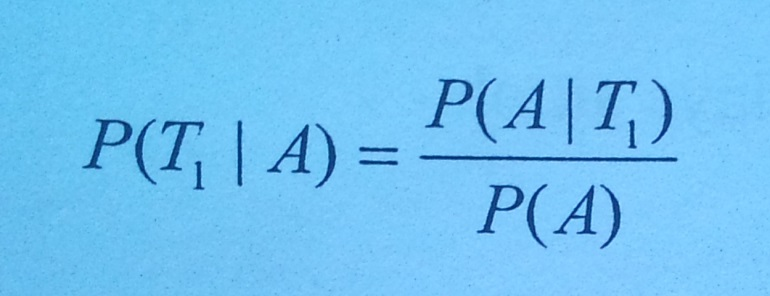 P(T₁ | A) = P(A | T₁) / P(A)